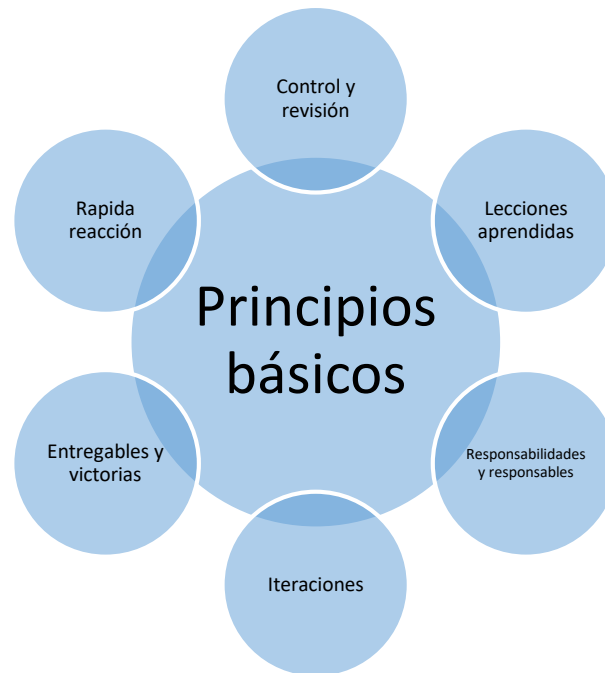 Control y
revisión
Rapida
reacción
Lecciones
aprendidas
Principios
básicos
Entregables y
victorias
Responsabilidades
y responsables
Iteraciones